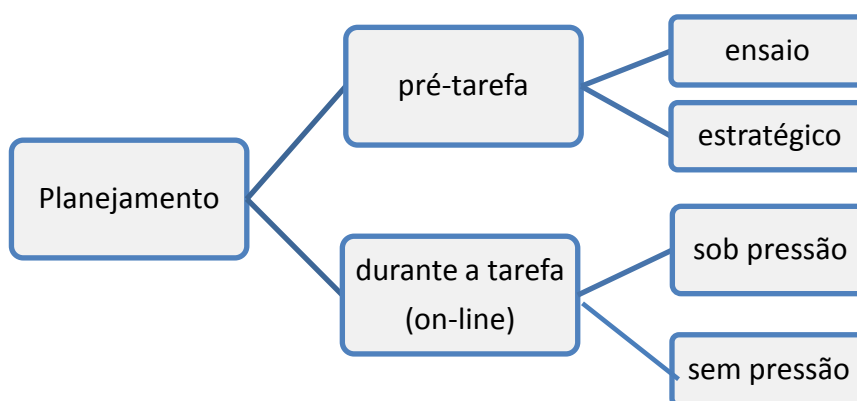 Planejamento
pré-tarefa
ensaio
estratégico
durante a tarefa
(on-line)
sob pressão
sem pressão